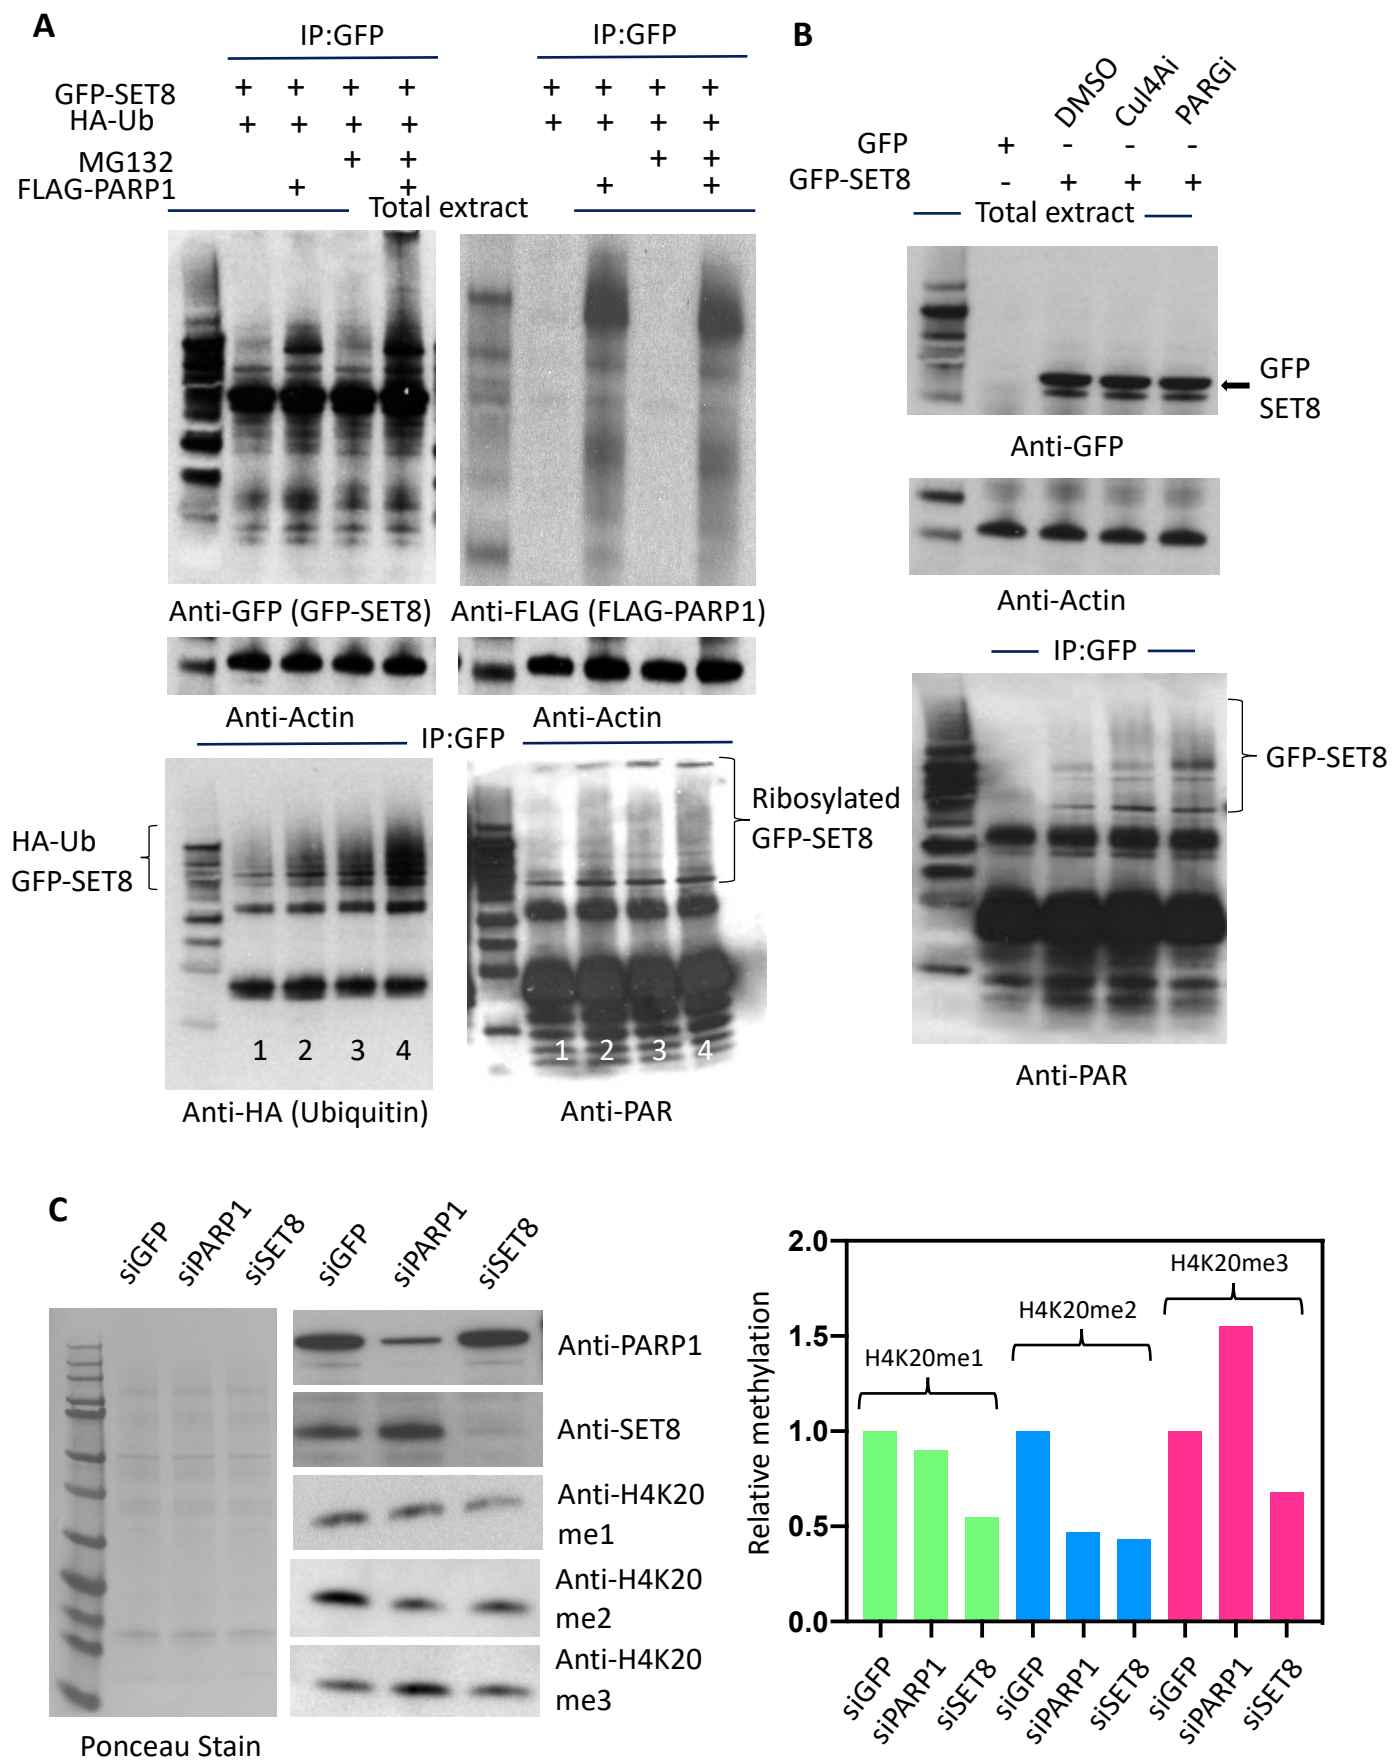 A
IP:GFP
IP:GFP
GFP-SET8 + + + + + + + +
HA-Ub + + + + + + + +
MG132 + + + +
FLAG-PARP1 + + + +
Total extract
Anti-GFP (GFP-SET8)
Anti-FLAG (FLAG-PARP1)
Anti-Actin
Anti-Actin
IP:GFP
HA-Ub
GFP-SET8
Ribosylated
GFP-SET8
1 2 3 4
1 2 3 4
Anti-HA (Ubiquitin)
Anti-PAR
B
DMSO
Cul4Ai
PARGi
GFP + - - -
GFP-SET8 - + + +
Total extract
GFP
SET8
Anti-GFP
Anti-Actin
IP:GFP
GFP-SET8
Anti-PAR
C
siGFP
siPARP1
siSET8
siGFP
siPARP1
siSET8
Anti-PARP1
Anti-SET8
Anti-H4K20
me1
Anti-H4K20
me2
Anti-H4K20
me3
Ponceau Stain
Relative methylation
2.0
1.5
1.0
0.5
0.0
H4K20me1
H4K20me2
H4K20me3
siGFP
siPARP1
siSET8
siGFP
siPARP1
siSET8
siGFP
siPARP1
siSET8